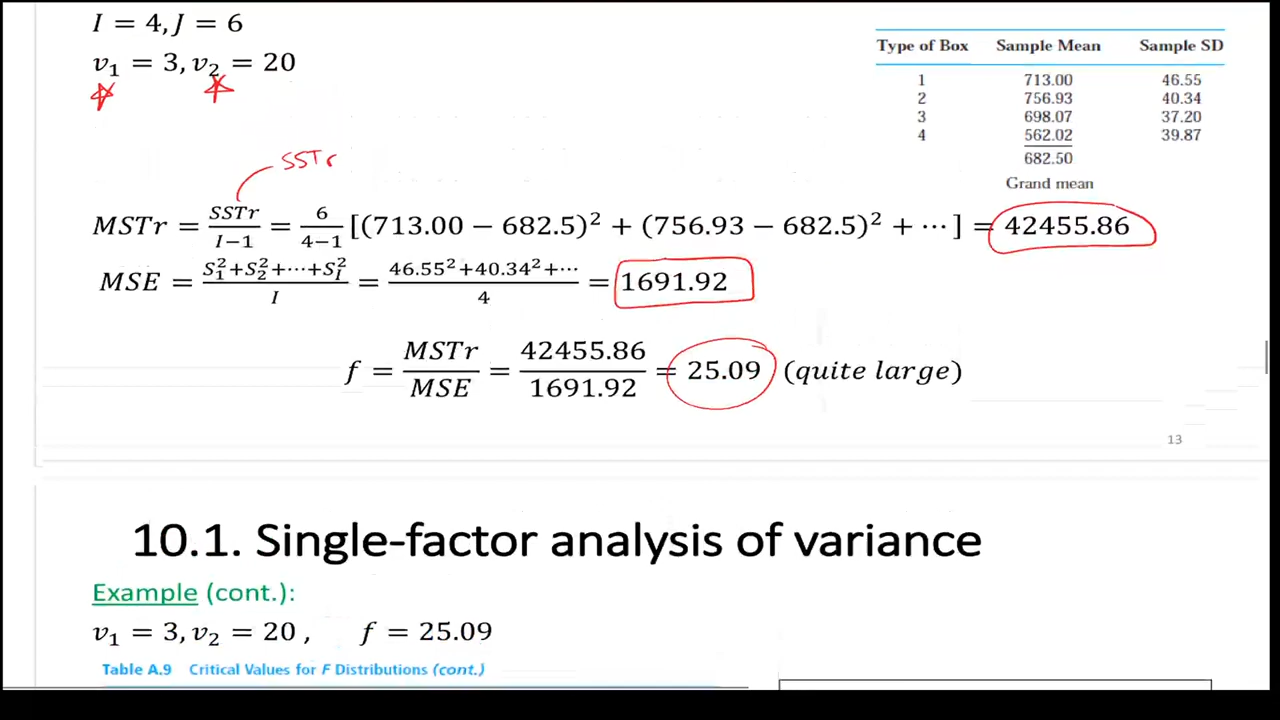 I = 4, J = 6
v₁ = 3, v₂ = 20
Type of Box Sample Mean Sample SD
1 713.00 46.55
2 756.93 40.34
3 698.07 37.20
4 562.02 39.87
682.50
Grand mean
SSTr
MSTr = SSTr/(I−1) = 6/(4−1) [(713.00 − 682.5)² + (756.93 − 682.5)² + ⋯ ] = 42455.86
MSE = (S₁²+S₂²+⋯+S_I²)/I = (46.55²+40.34²+⋯)/4 = 1691.92
f = MSTr/MSE = 42455.86/1691.92 = 25.09 (quite large)
13
10.1. Single-factor analysis of variance
Example (cont.):
v₁ = 3, v₂ = 20 , f = 25.09
Table A.9 Critical Values for F Distributions (cont.)